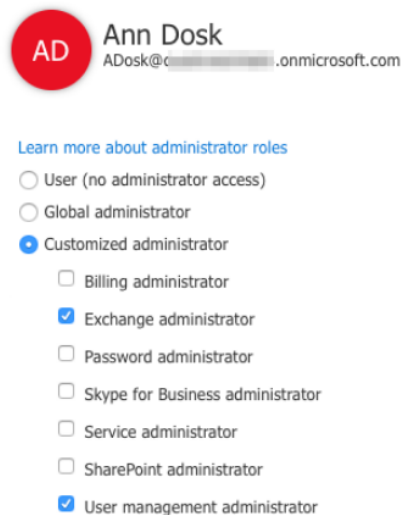 AD
Ann Dosk
ADosk@c .onmicrosoft.com
Learn more about administrator roles
User (no administrator access)
Global administrator
Customized administrator
Billing administrator
Exchange administrator
Password administrator
Skype for Business administrator
Service administrator
SharePoint administrator
User management administrator